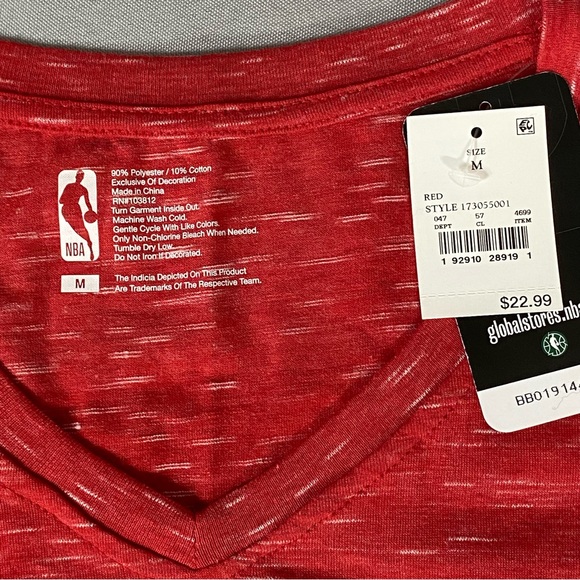 90% Polyester / 10% Cotton
Exclusive Of Decoration
Made in China
RN#103812
Turn Garment Inside Out.
Machine Wash Cold.
Gentle Cycle With Like Colors.
Only Non-Chlorine Bleach When Needed.
Tumble Dry Low.
Do Not Iron if Decorated.
NBA
M
The Indicia Depicted On This Product
Are Trademarks Of The Respective Team.
SIZE
M
RED
STYLE 173055001
047 57 4699
DEPT CL ITEM
1 92910 28919 1
$22.99
globalstores.nba
BB01914